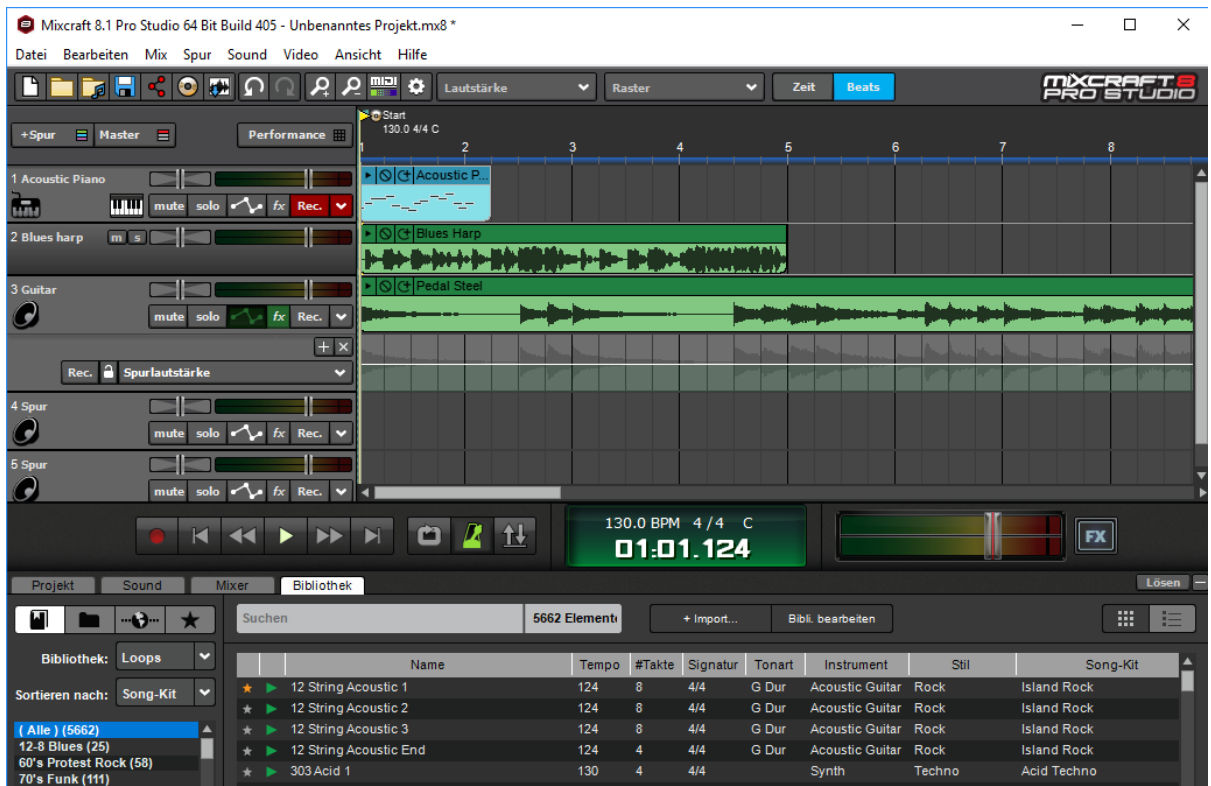 Mixcraft 8.1 Pro Studio 64 Bit Build 405 - Unbenanntes Projekt.mx8 *
Datei Bearbeiten Mix Spur Sound Video Ansicht Hilfe
MIDI Lautstärke Raster Zeit Beats MIXCRAFT 8
PRO STUDIO
+Spur Master Performance
Start
130.0 4/4 C
1 2 3 4 5 6 7 8
1 Acoustic Piano
mute solo fx Rec.
Acoustic P...
2 Blues harp m s
Blues Harp
3 Guitar
mute solo fx Rec.
Pedal Steel
Rec. Spurlautstärke
4 Spur
mute solo fx Rec.
5 Spur
mute solo fx Rec.
130.0 BPM 4/4 C
01:01.124
FX
Projekt Sound Mixer Bibliothek Lösen
Suchen 5662 Elemente + Import... Bibli. bearbeiten
Bibliothek: Loops
Sortieren nach: Song-Kit
( Alle ) (5662)
12-8 Blues (25)
60's Protest Rock (58)
70's Funk (111)
Name Tempo #Takte Signatur Tonart Instrument Stil Song-Kit
12 String Acoustic 1 124 8 4/4 G Dur Acoustic Guitar Rock Island Rock
12 String Acoustic 2 124 8 4/4 G Dur Acoustic Guitar Rock Island Rock
12 String Acoustic 3 124 8 4/4 G Dur Acoustic Guitar Rock Island Rock
12 String Acoustic End 124 4 4/4 G Dur Acoustic Guitar Rock Island Rock
303 Acid 1 130 4 4/4 Synth Techno Acid Techno